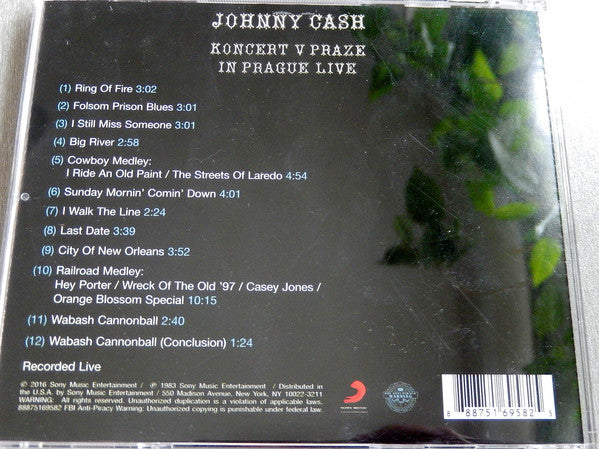 JOHNNY CASH
KONCERT V PRAZE
IN PRAGUE LIVE
(1) Ring Of Fire 3:02
(2) Folsom Prison Blues 3:01
(3) I Still Miss Someone 3:01
(4) Big River 2:58
(5) Cowboy Medley:
I Ride An Old Paint / The Streets Of Laredo 4:54
(6) Sunday Mornin' Comin' Down 4:01
(7) I Walk The Line 2:24
(8) Last Date 3:39
(9) City Of New Orleans 3:52
(10) Railroad Medley:
Hey Porter / Wreck Of The Old '97 / Casey Jones /
Orange Blossom Special 10:15
(11) Wabash Cannonball 2:40
(12) Wabash Cannonball (Conclusion) 1:24
Recorded Live
© 2016 Sony Music Entertainment / ℗ 1983 Sony Music Entertainment / Distributed in
the U.S.A. by Sony Music Entertainment / 550 Madison Avenue, New York, NY 10022-3211
WARNING: All rights reserved. Unauthorized duplication is a violation of applicable laws.
88875169582 FBI Anti-Piracy Warning: Unauthorized copying is punishable under federal law.
SONY MUSIC
WARNING
8 88751 69582 5